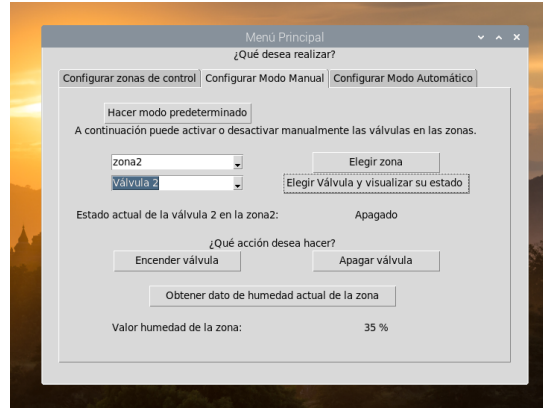 Menú Principal
¿Qué desea realizar?
Configurar zonas de control Configurar Modo Manual Configurar Modo Automático
Hacer modo predeterminado
A continuación puede activar o desactivar manualmente las válvulas en las zonas.
zona2 Elegir zona
Válvula 2 Elegir Válvula y visualizar su estado
Estado actual de la válvula 2 en la zona2: Apagado
¿Qué acción desea hacer?
Encender válvula Apagar válvula
Obtener dato de humedad actual de la zona
Valor humedad de la zona: 35 %